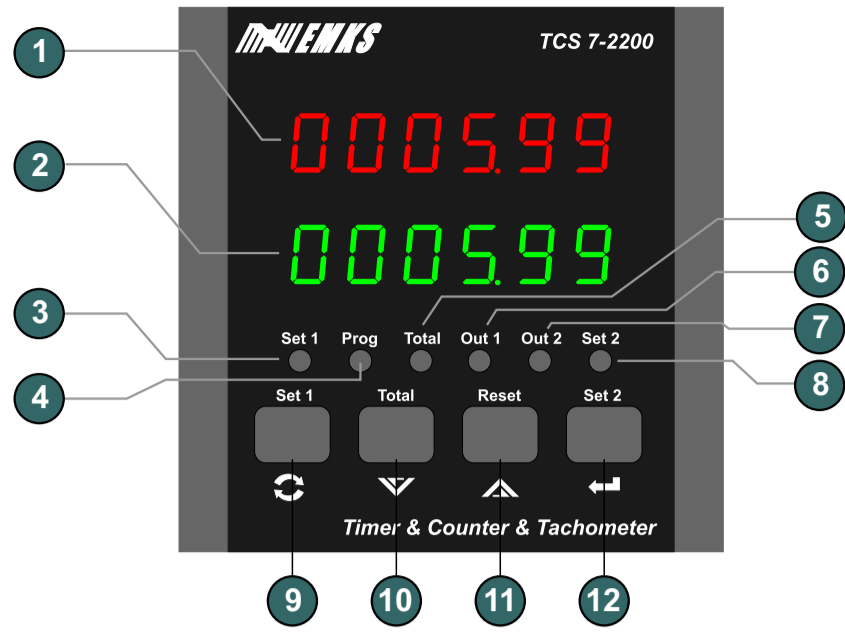 EMKS
TCS 7-2200
1
0005.99
2
0005.99
5
6
7
3
Set 1 Prog Total Out 1 Out 2 Set 2
8
4
Set 1 Total Reset Set 2
Timer & Counter & Tachometer
9 10 11 12